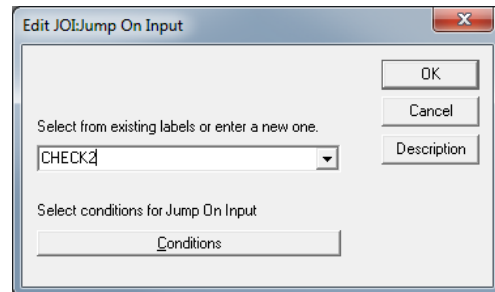 Edit JOI:Jump On Input
OK
Cancel
Description
Select from existing labels or enter a new one.
CHECK2
Select conditions for Jump On Input
Conditions